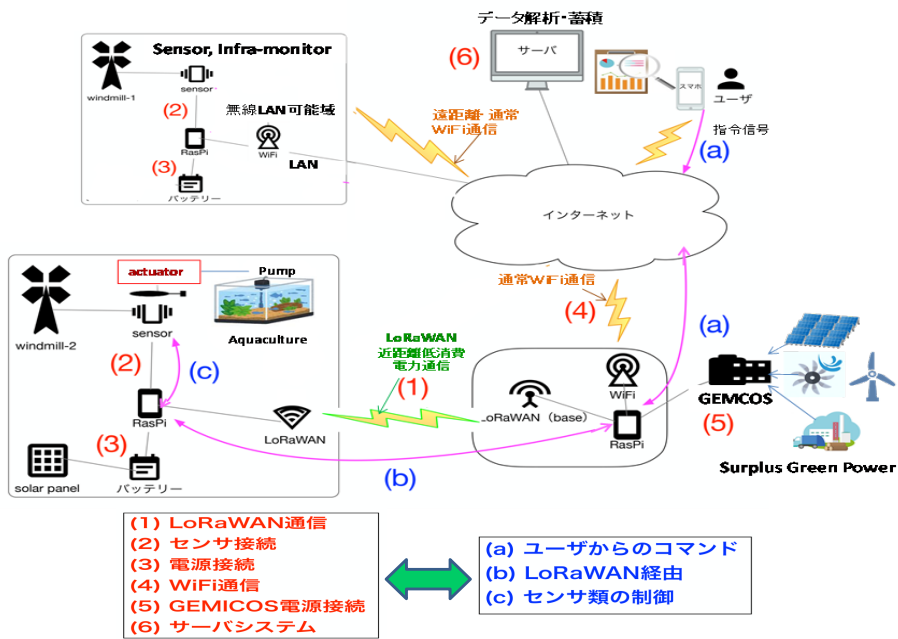 データ解析・蓄積
(6)
サーバ
スマホ
ユーザ
指令信号
(a)
Sensor, Infra-monitor
windmill-1
sensor
(2)
無線LAN可能域
RasPi
WiFi
LAN
(3)
バッテリー
遠距離・通常
WiFi通信
インターネット
通常WiFi通信
(4)
(a)
actuator
Pump
windmill-2
sensor
Aquaculture
(2)
(c)
LoRaWAN
近距離低消費
電力通信
(1)
RasPi
LoRaWAN
(3)
solar panel
バッテリー
(b)
WiFi
LoRaWAN（base）
RasPi
GEMCOS
(5)
Surplus Green Power
(1) LoRaWAN通信
(2) センサ接続
(3) 電源接続
(4) WiFi通信
(5) GEMICOS電源接続
(6) サーバシステム
(a) ユーザからのコマンド
(b) LoRaWAN経由
(c) センサ類の制御